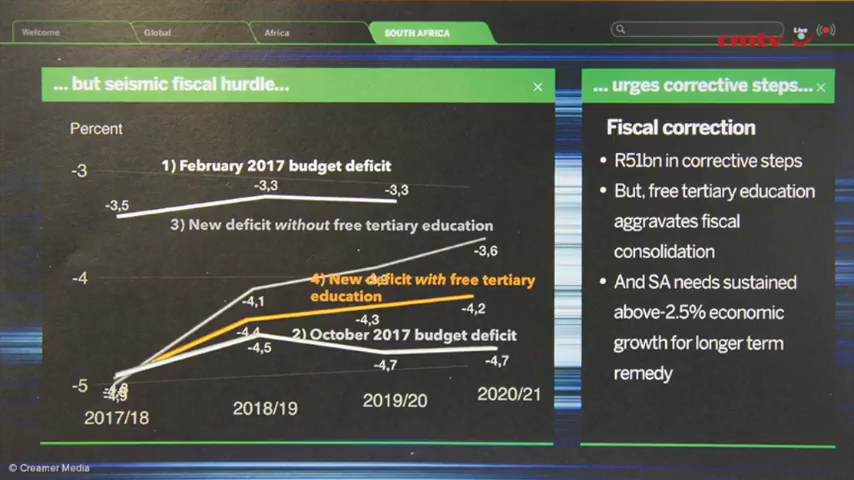 Welcome
Global
Africa
SOUTH AFRICA
Live
cmtv
... but seismic fiscal hurdle...
×
... urges corrective steps...
×
Percent
-3
-4
-5
1) February 2017 budget deficit
-3,5
-3,3
-3,3
3) New deficit without free tertiary education
-3,6
-4,1
4) New deficit with free tertiary
education
-4,2
-4,3
-4,4
2) October 2017 budget deficit
-4,5
-4,7
-4,7
2017/18
2018/19
2019/20
2020/21
Fiscal correction
• R51bn in corrective steps
• But, free tertiary education
aggravates fiscal
consolidation
• And SA needs sustained
above-2.5% economic
growth for longer term
remedy
© Creamer Media